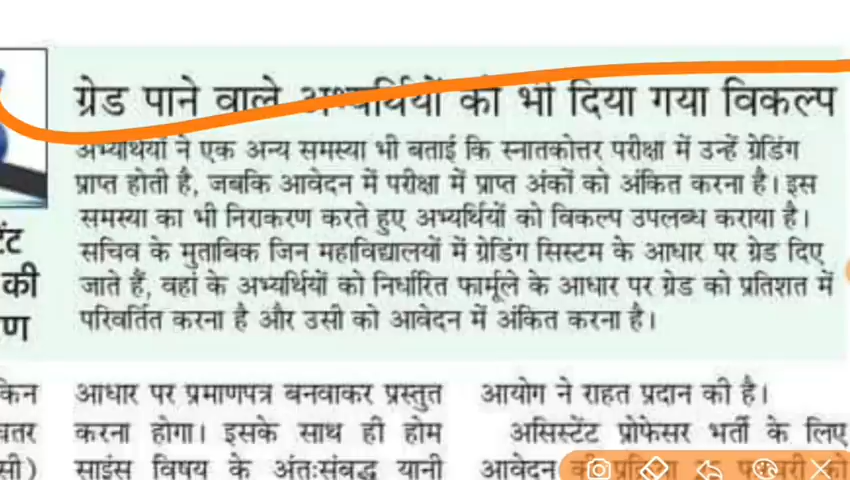 ग्रेड पाने वाले अभ्यर्थियों को भी दिया गया विकल्प
अभ्यर्थियों ने एक अन्य समस्या भी बताई कि स्नातकोत्तर परीक्षा में उन्हें ग्रेडिंग
प्राप्त होती है, जबकि आवेदन में परीक्षा में प्राप्त अंकों को अंकित करना है। इस
समस्या का भी निराकरण करते हुए अभ्यर्थियों को विकल्प उपलब्ध कराया है।
सचिव के मुताबिक जिन महाविद्यालयों में ग्रेडिंग सिस्टम के आधार पर ग्रेड दिए
जाते हैं, वहां के अभ्यर्थियों को निर्धारित फार्मूले के आधार पर ग्रेड को प्रतिशत में
परिवर्तित करना है और उसी को आवेदन में अंकित करना है।
की
आधार पर प्रमाणपत्र बनवाकर प्रस्तुत
करना होगा। इसके साथ ही होम
साइंस विषय के अंतःसंबद्ध यानी
आयोग ने राहत प्रदान की है।
असिस्टेंट प्रोफेसर भर्ती के लिए
आवेदन